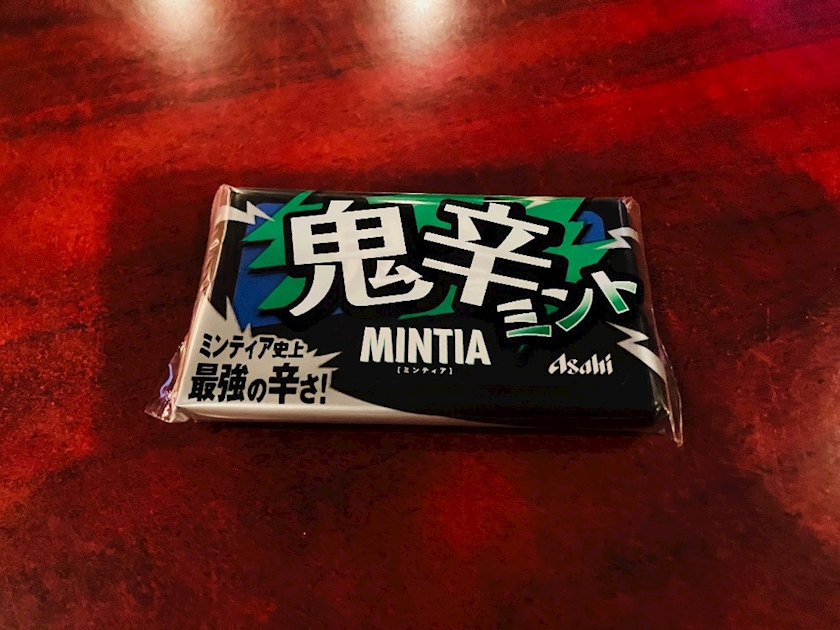 鬼辛
ミント
MINTIA
[ミンティア]
Asahi
ミンティア史上
最強の辛さ!